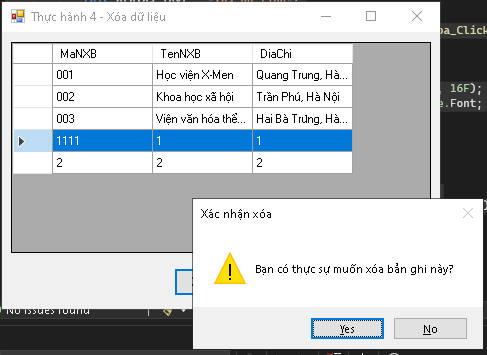 Thực hành 4 - Xóa dữ liệu
oa_Click
MaNXB TenNXB DiaChi
001 Học viện X-Men Quang Trung, Hà...
, 16F);
002 Khoa học xã hội Trần Phú, Hà Nội
e.Font;
003 Viện văn hóa thể... Hai Bà Trưng, Hà...
1111 1 1
2 2 2
Xác nhận xóa
Bạn có thực sự muốn xóa bản ghi này?
No issues found
Yes No